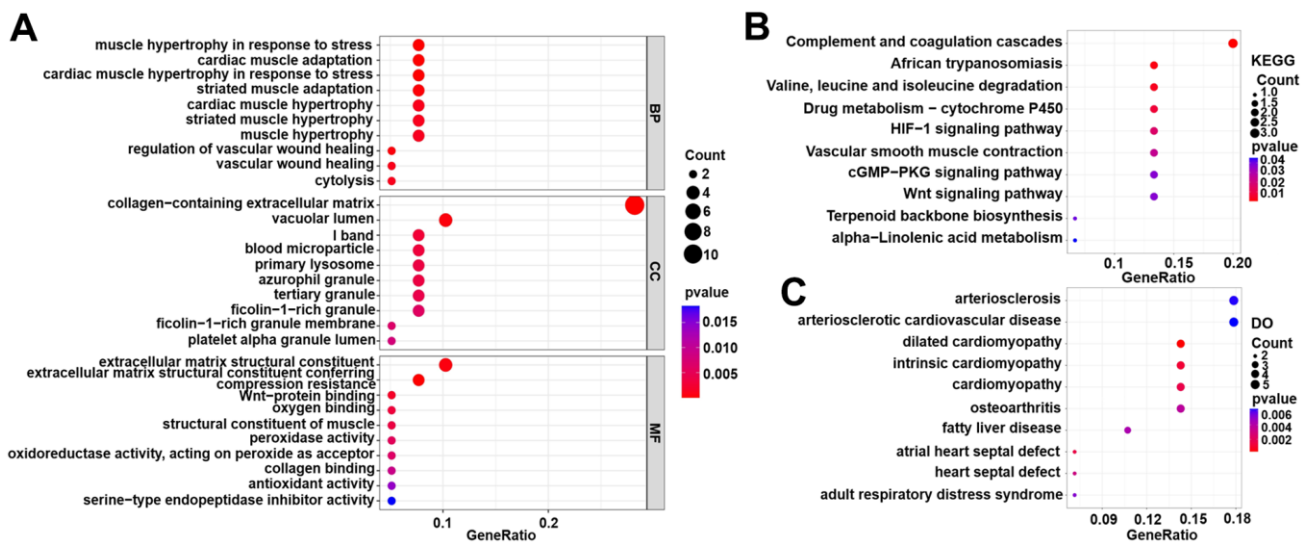 A
muscle hypertrophy in response to stress
cardiac muscle adaptation
cardiac muscle hypertrophy in response to stress
striated muscle adaptation
cardiac muscle hypertrophy
striated muscle hypertrophy
muscle hypertrophy
regulation of vascular wound healing
vascular wound healing
cytolysis
BP
collagen−containing extracellular matrix
vacuolar lumen
I band
blood microparticle
primary lysosome
azurophil granule
tertiary granule
ficolin−1−rich granule
ficolin−1−rich granule membrane
platelet alpha granule lumen
CC
extracellular matrix structural constituent
extracellular matrix structural constituent conferring
compression resistance
Wnt−protein binding
oxygen binding
structural constituent of muscle
peroxidase activity
oxidoreductase activity, acting on peroxide as acceptor
collagen binding
antioxidant activity
serine−type endopeptidase inhibitor activity
MF
0.1 0.2
GeneRatio
Count
2
4
6
8
10
pvalue
0.015
0.010
0.005
B
Complement and coagulation cascades
African trypanosomiasis
Valine, leucine and isoleucine degradation
Drug metabolism − cytochrome P450
HIF−1 signaling pathway
Vascular smooth muscle contraction
cGMP−PKG signaling pathway
Wnt signaling pathway
Terpenoid backbone biosynthesis
alpha−Linolenic acid metabolism
0.1 0.15 0.20
GeneRatio
KEGG
Count
1.0
1.5
2.0
2.5
3.0
pvalue
0.04
0.03
0.02
0.01
C
arteriosclerosis
arteriosclerotic cardiovascular disease
dilated cardiomyopathy
intrinsic cardiomyopathy
cardiomyopathy
osteoarthritis
fatty liver disease
atrial heart septal defect
heart septal defect
adult respiratory distress syndrome
0.09 0.12 0.15 0.18
GeneRatio
DO
Count
2
3
4
5
pvalue
0.006
0.004
0.002